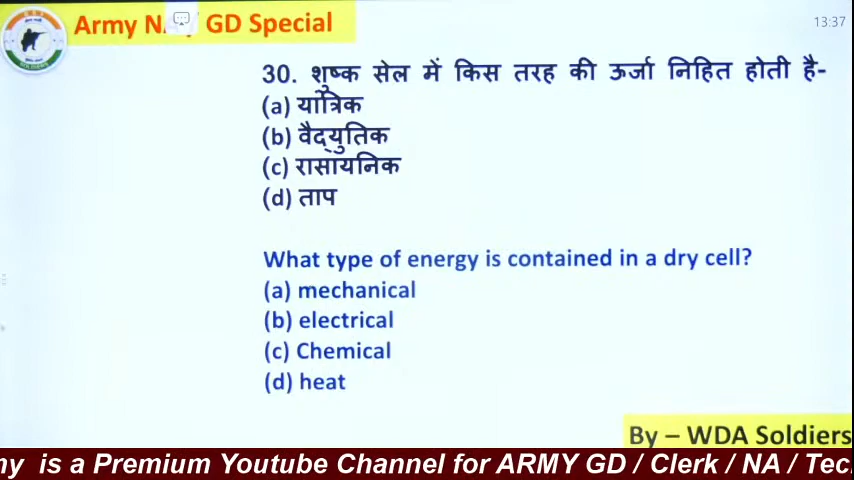 Army N GD Special
13:37
30. शुष्क सेल में किस तरह की ऊर्जा निहित होती है-
(a) यांत्रिक
(b) वैद्युतिक
(c) रासायनिक
(d) ताप
What type of energy is contained in a dry cell?
(a) mechanical
(b) electrical
(c) Chemical
(d) heat
By – WDA Soldiers
ny is a Premium Youtube Channel for ARMY GD / Clerk / NA / Tec